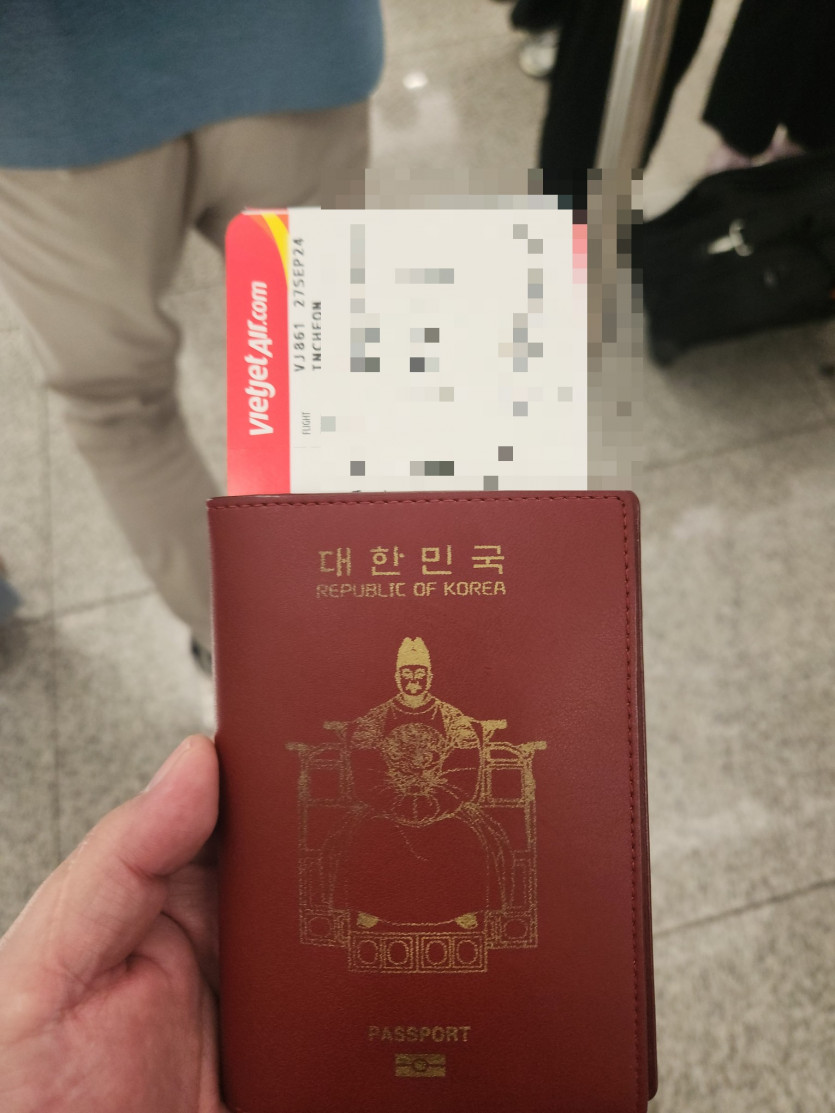 vietjetAir.com
FLIGHT
VJ861 27SEP24
INCHEON
대한민국
REPUBLIC OF KOREA
PASSPORT